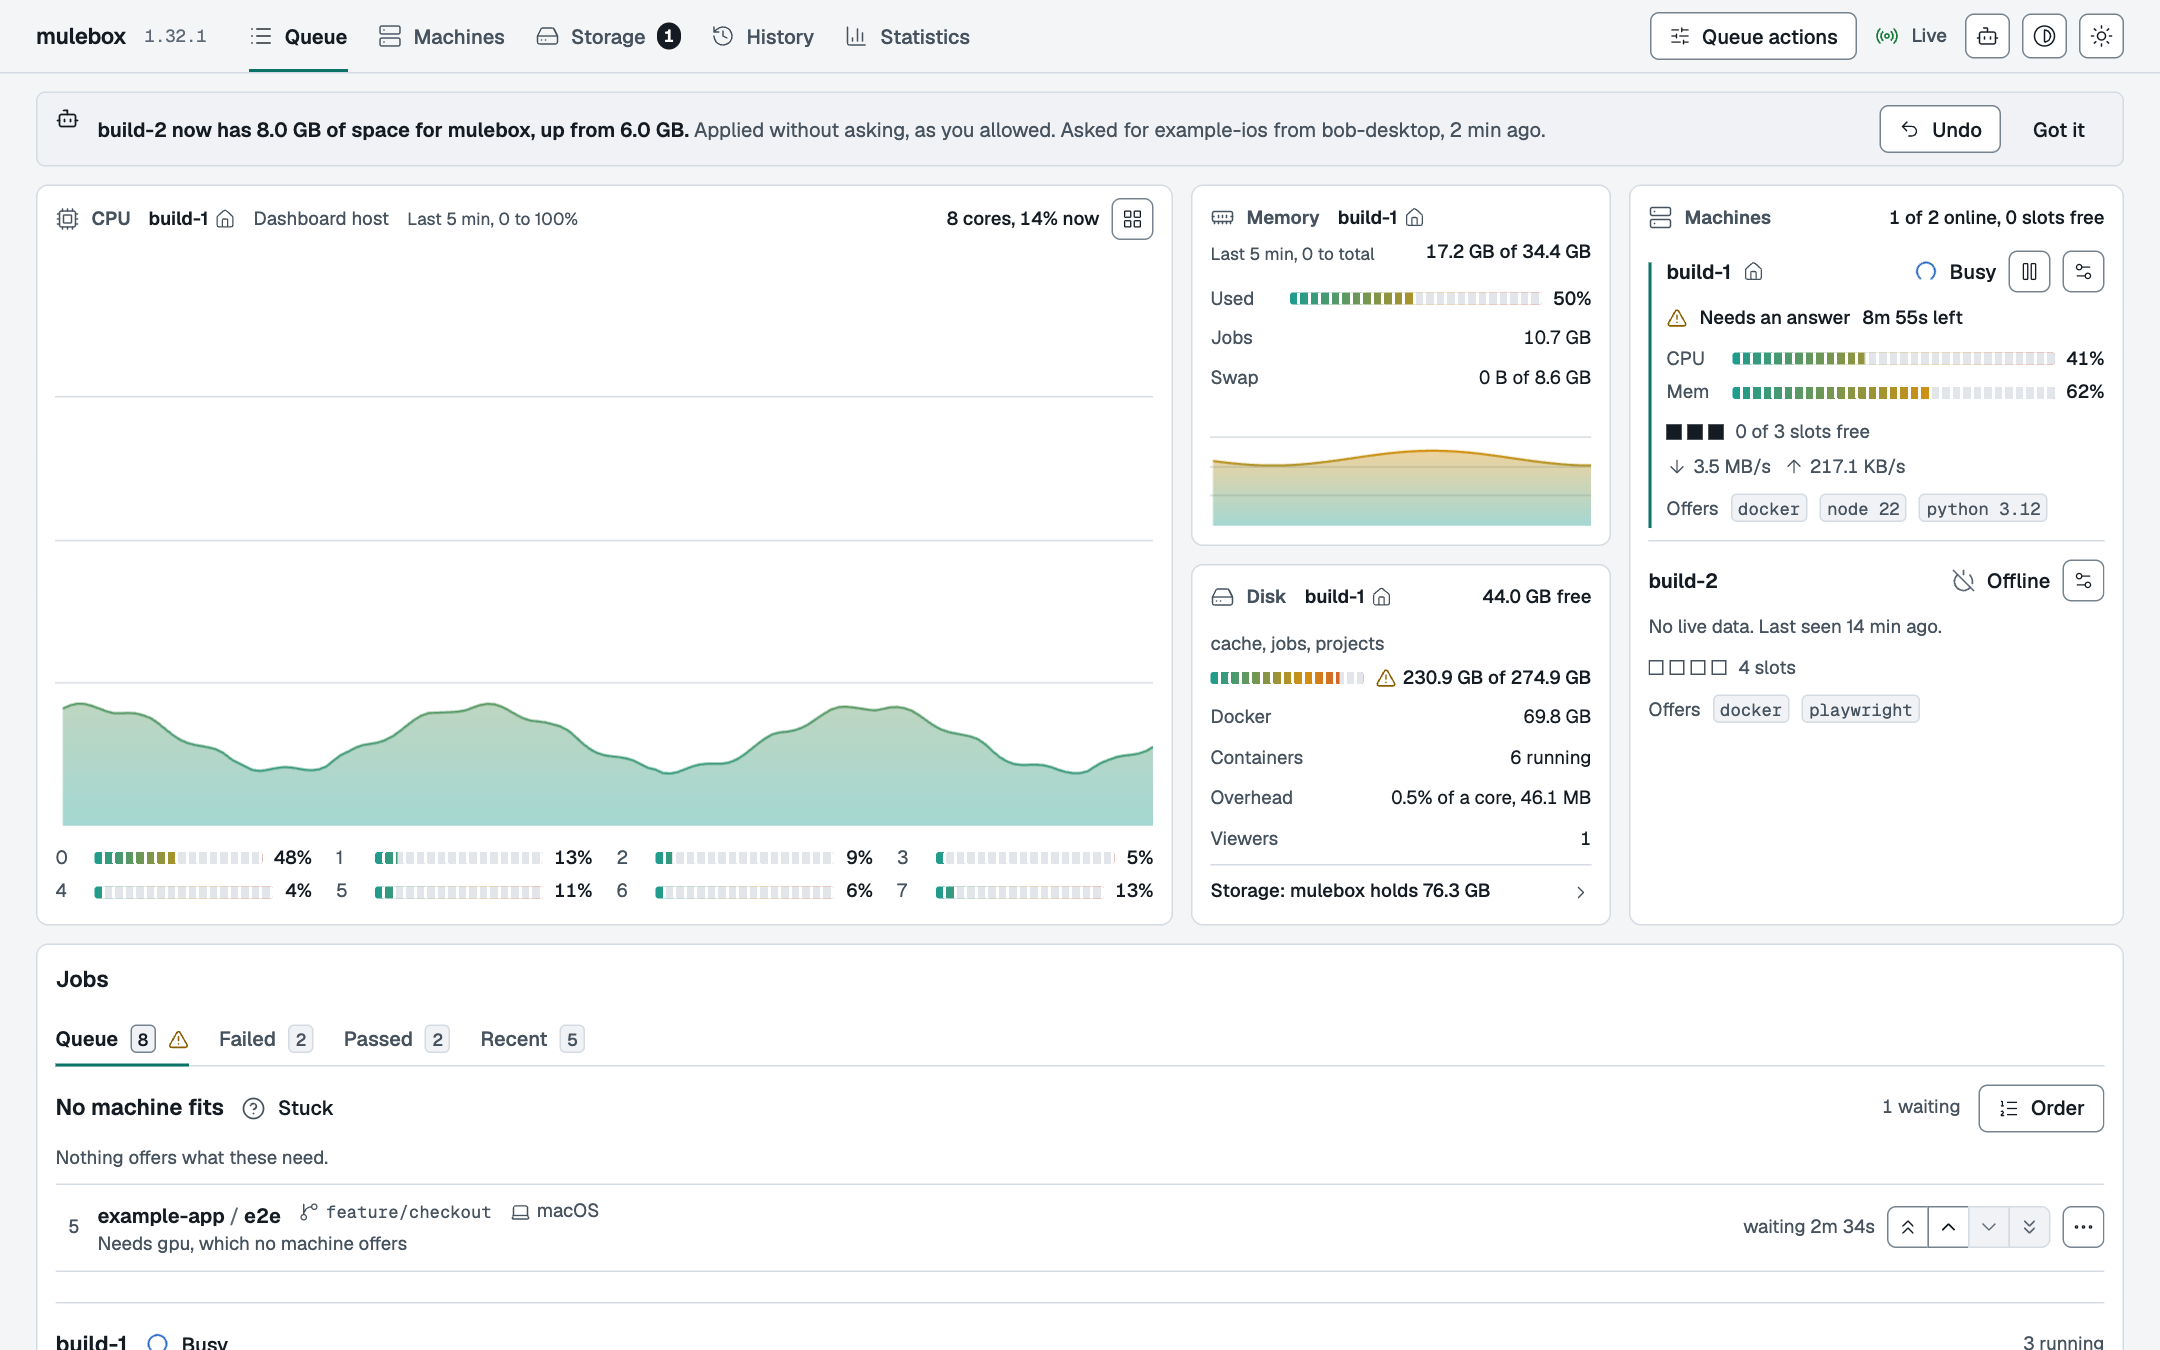 mulebox 1.32.1 Queue Machines Storage 1 History Statistics Queue actions Live
build-2 now has 8.0 GB of space for mulebox, up from 6.0 GB. Applied without asking, as you allowed. Asked for example-ios from bob-desktop, 2 min ago. Undo Got it
CPU build-1 Dashboard host Last 5 min, 0 to 100% 8 cores, 14% now
0 48% 1 13% 2 9% 3 5%
4 4% 5 11% 6 6% 7 13%
Memory build-1
Last 5 min, 0 to total 17.2 GB of 34.4 GB
Used 50%
Jobs 10.7 GB
Swap 0 B of 8.6 GB
Disk build-1 44.0 GB free
cache, jobs, projects
230.9 GB of 274.9 GB
Docker 69.8 GB
Containers 6 running
Overhead 0.5% of a core, 46.1 MB
Viewers 1
Storage: mulebox holds 76.3 GB
Machines 1 of 2 online, 0 slots free
build-1 Busy
Needs an answer 8m 55s left
CPU 41%
Mem 62%
0 of 3 slots free
3.5 MB/s 217.1 KB/s
Offers docker node 22 python 3.12
build-2 Offline
No live data. Last seen 14 min ago.
4 slots
Offers docker playwright
Jobs
Queue 8 Failed 2 Passed 2 Recent 5
No machine fits Stuck 1 waiting Order
Nothing offers what these need.
5 example-app / e2e feature/checkout macOS waiting 2m 34s
Needs gpu, which no machine offers
build-1 Busy 3 running